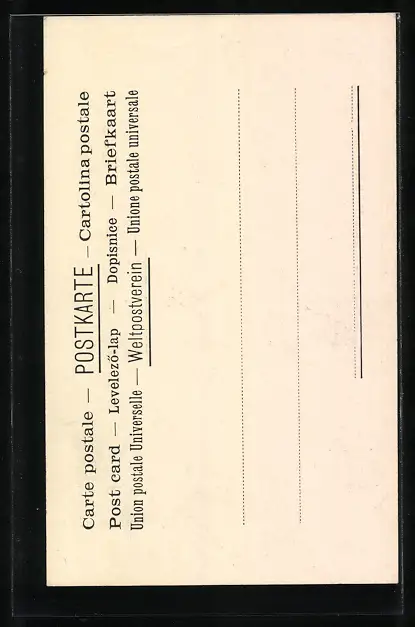 Carte postale — POSTKARTE — Cartolina postale
Post card — Levelező-lap — Dopisnice — Briefkaart
Union postale Universelle — Weltpostverein — Unione postale universale